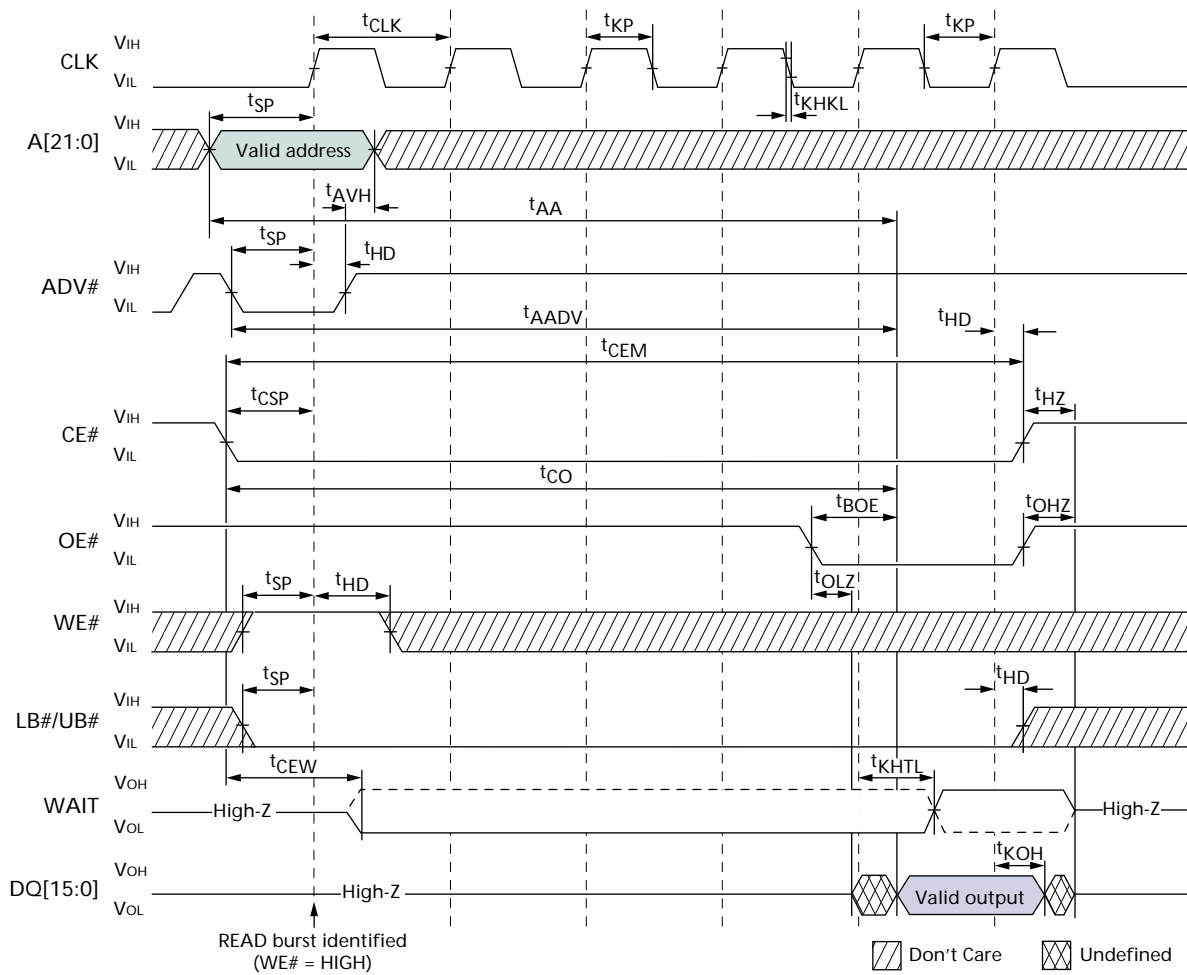 tCLK tKP tKP
VIH
CLK
VIL
tSP tKHKL
VIH
A[21:0] Valid address
VIL
tAVH tAA
tSP tHD
VIH
ADV#
VIL
tAADV tHD
tCEM
tCSP tHZ
VIH
CE#
VIL
tCO
tBOE tOHZ
VIH
OE#
VIL
tSP tHD tOLZ
VIH
WE#
VIL
tSP tHD
VIH
LB#/UB#
VIL
tCEW tKHTL
VOH
WAIT High-Z High-Z
VOL
tKOH
VOH
DQ[15:0] High-Z Valid output
VOL
READ burst identified
(WE# = HIGH)
Don't Care Undefined